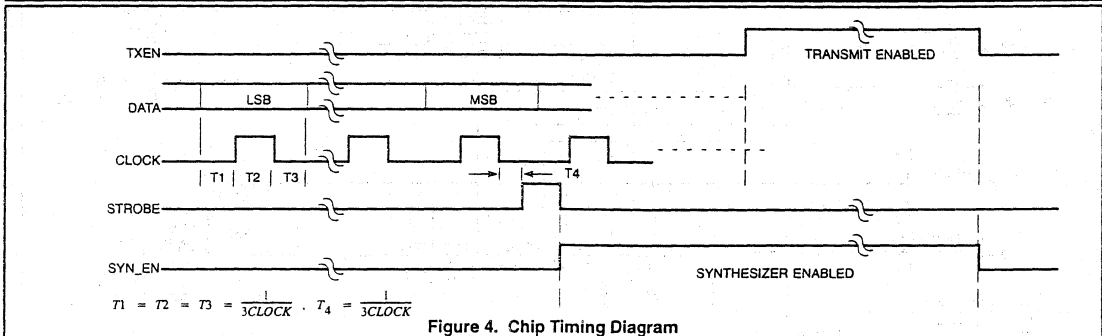 TXEN
TRANSMIT ENABLED
DATA
LSB
MSB
CLOCK
T1 T2 T3
T4
STROBE
SYN_EN
SYNTHESIZER ENABLED
T1 = T2 = T3 = 1/3CLOCK . T4 = 1/3CLOCK
Figure 4. Chip Timing Diagram